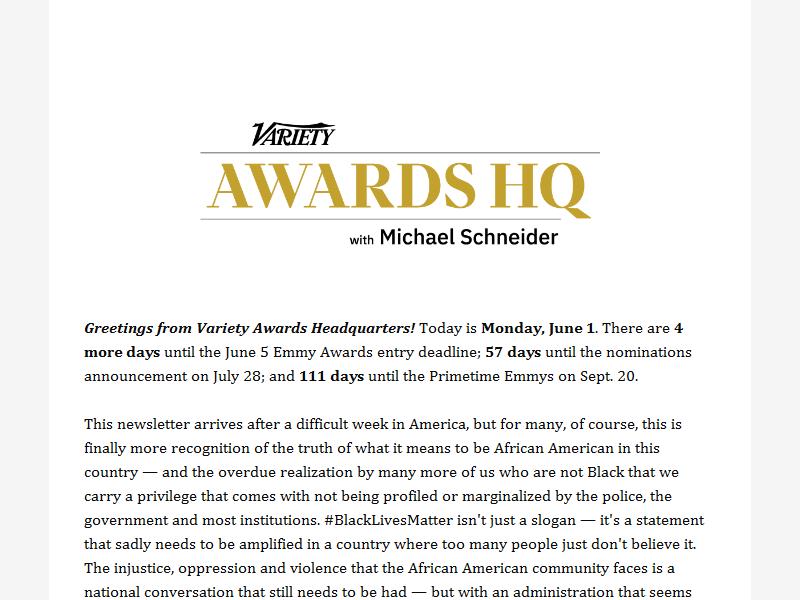 VARIETY
AWARDS HQ
with Michael Schneider
Greetings from Variety Awards Headquarters! Today is Monday, June 1. There are 4
more days until the June 5 Emmy Awards entry deadline; 57 days until the nominations
announcement on July 28; and 111 days until the Primetime Emmys on Sept. 20.
This newsletter arrives after a difficult week in America, but for many, of course, this is
finally more recognition of the truth of what it means to be African American in this
country — and the overdue realization by many more of us who are not Black that we
carry a privilege that comes with not being profiled or marginalized by the police, the
government and most institutions. #BlackLivesMatter isn't just a slogan — it's a statement
that sadly needs to be amplified in a country where too many people just don't believe it.
The injustice, oppression and violence that the African American community faces is a
national conversation that still needs to be had — but with an administration that seems